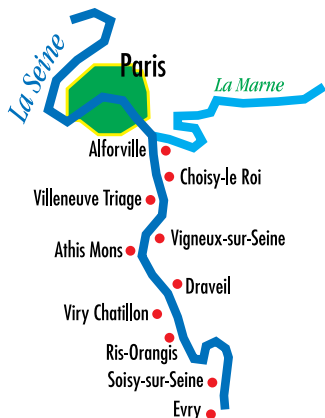 La Seine
Paris
La Marne
Alforville
Choisy-le Roi
Villeneuve Triage
Vigneux-sur-Seine
Athis Mons
Draveil
Viry Chatillon
Ris-Orangis
Soisy-sur-Seine
Evry